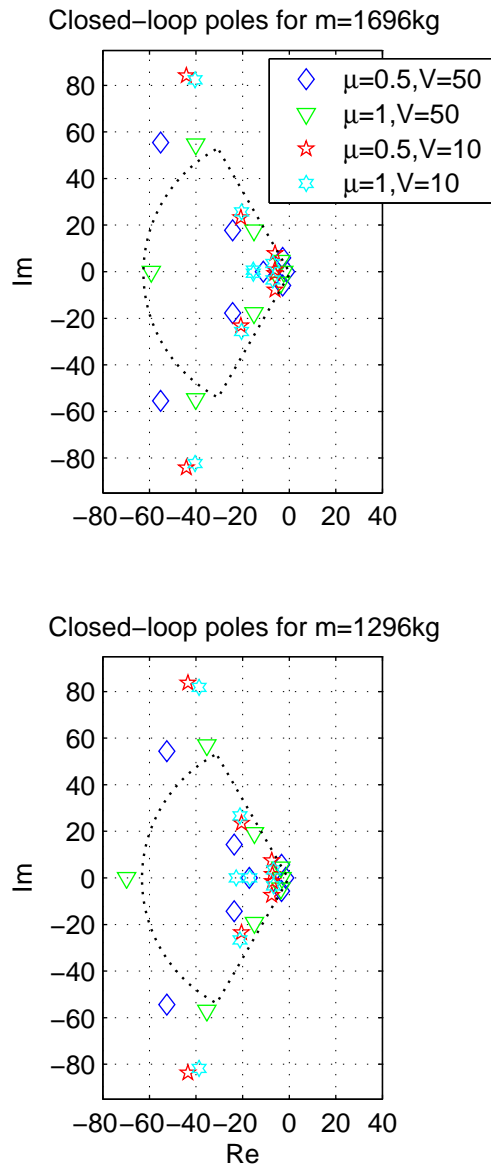 Closed−loop poles for m=1696kg
μ=0.5,V=50
μ=1,V=50
μ=0.5,V=10
μ=1,V=10
80
60
40
20
0
−20
−40
−60
−80
Im
−80 −60 −40 −20 0 20 40
Closed−loop poles for m=1296kg
80
60
40
20
0
−20
−40
−60
−80
Im
−80 −60 −40 −20 0 20 40
Re